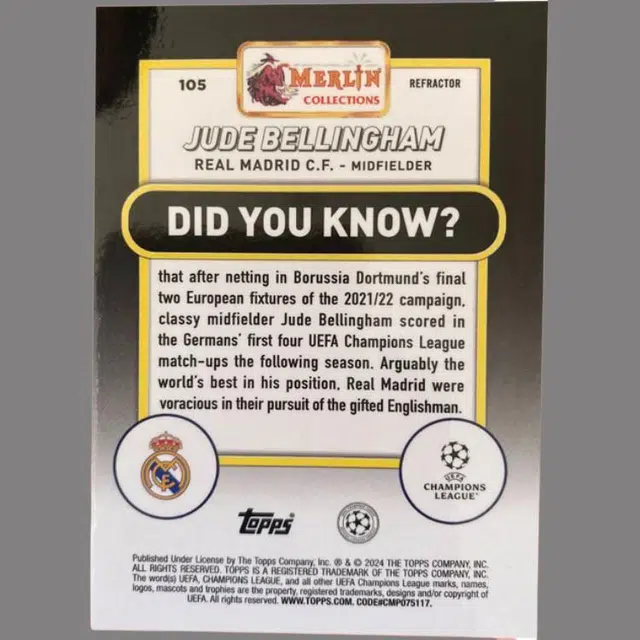 105
MERLIN
COLLECTIONS
REFRACTOR
JUDE BELLINGHAM
REAL MADRID C.F. - MIDFIELDER
DID YOU KNOW?
that after netting in Borussia Dortmund's final
two European fixtures of the 2021/22 campaign,
classy midfielder Jude Bellingham scored in
the Germans' first four UEFA Champions League
match-ups the following season. Arguably the
world's best in his position, Real Madrid were
voracious in their pursuit of the gifted Englishman.
UEFA
CHAMPIONS
LEAGUE
TOPPS
Published Under License by The Topps Company, Inc. ® & © 2024 THE TOPPS COMPANY, INC.
ALL RIGHTS RESERVED. TOPPS IS A REGISTERED TRADEMARK OF THE TOPPS COMPANY, INC.
The word(s) UEFA, CHAMPIONS LEAGUE, and all other UEFA Champions League marks, names,
logos, mascots and trophies are the property, registered trademarks, designs and/or copyright of
UEFA. All rights reserved. WWW.TOPPS.COM. CODE#CMP075117.